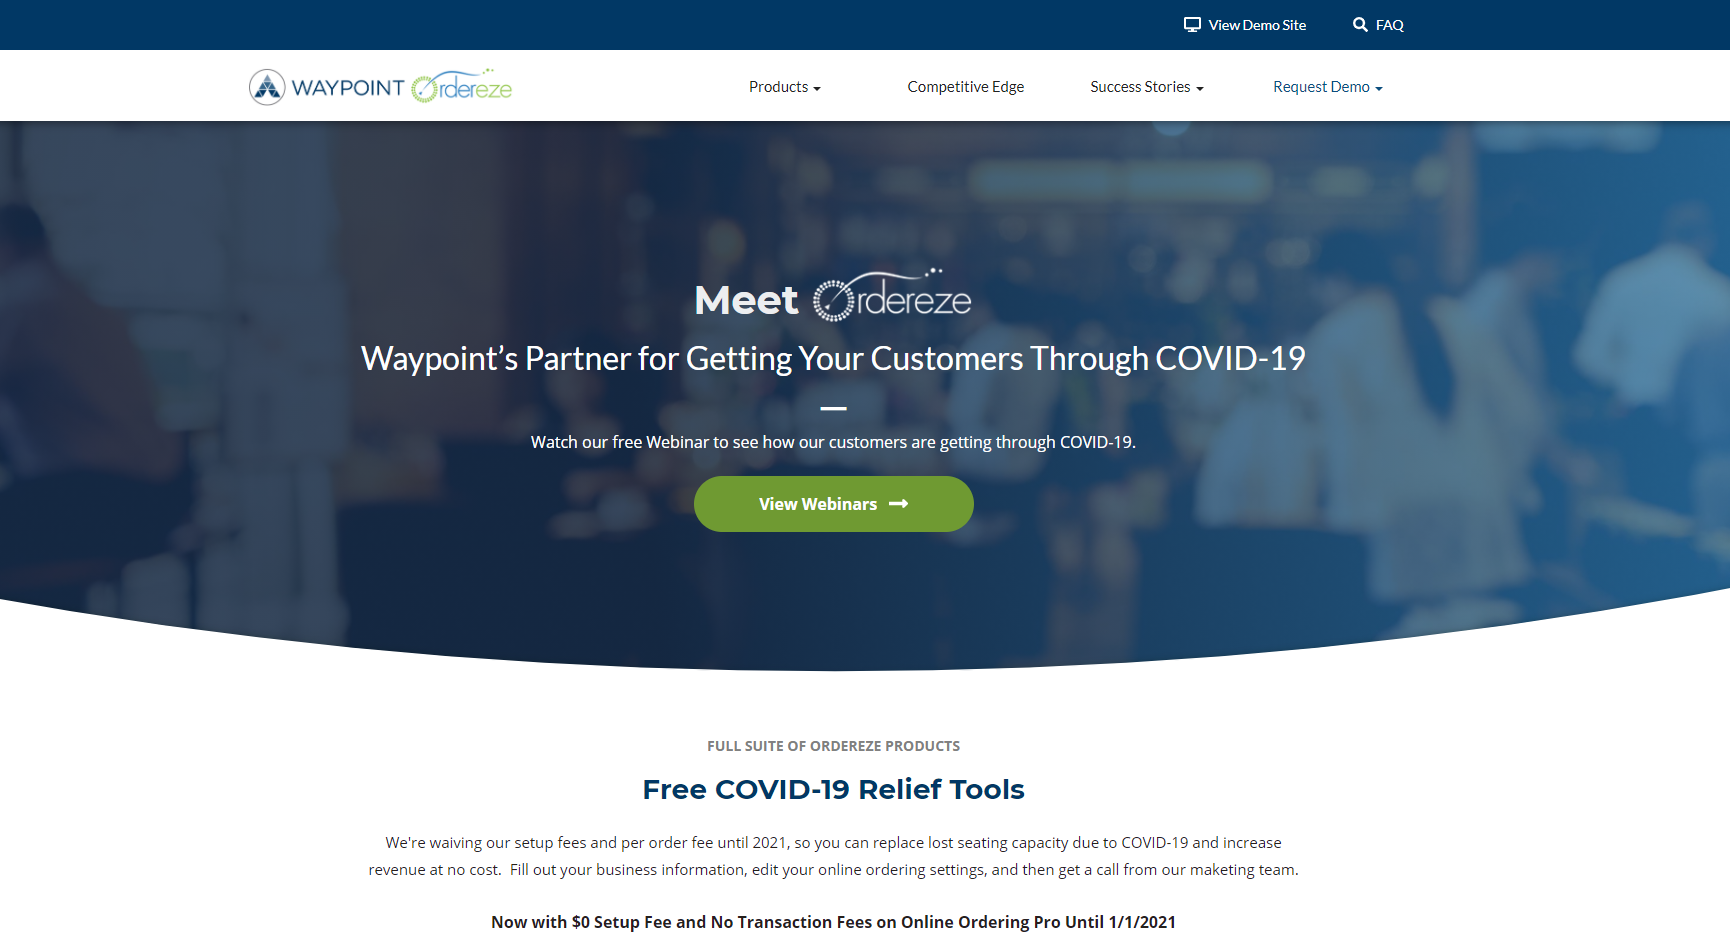 View Demo Site FAQ
WAYPOINT Ordereze Products Competitive Edge Success Stories Request Demo
Meet Ordereze
Waypoint’s Partner for Getting Your Customers Through COVID-19
Watch our free Webinar to see how our customers are getting through COVID-19.
View Webinars
FULL SUITE OF ORDEREZE PRODUCTS
Free COVID-19 Relief Tools
We're waiving our setup fees and per order fee until 2021, so you can replace lost seating capacity due to COVID-19 and increase
revenue at no cost.  Fill out your business information, edit your online ordering settings, and then get a call from our maketing team.
Now with $0 Setup Fee and No Transaction Fees on Online Ordering Pro Until 1/1/2021